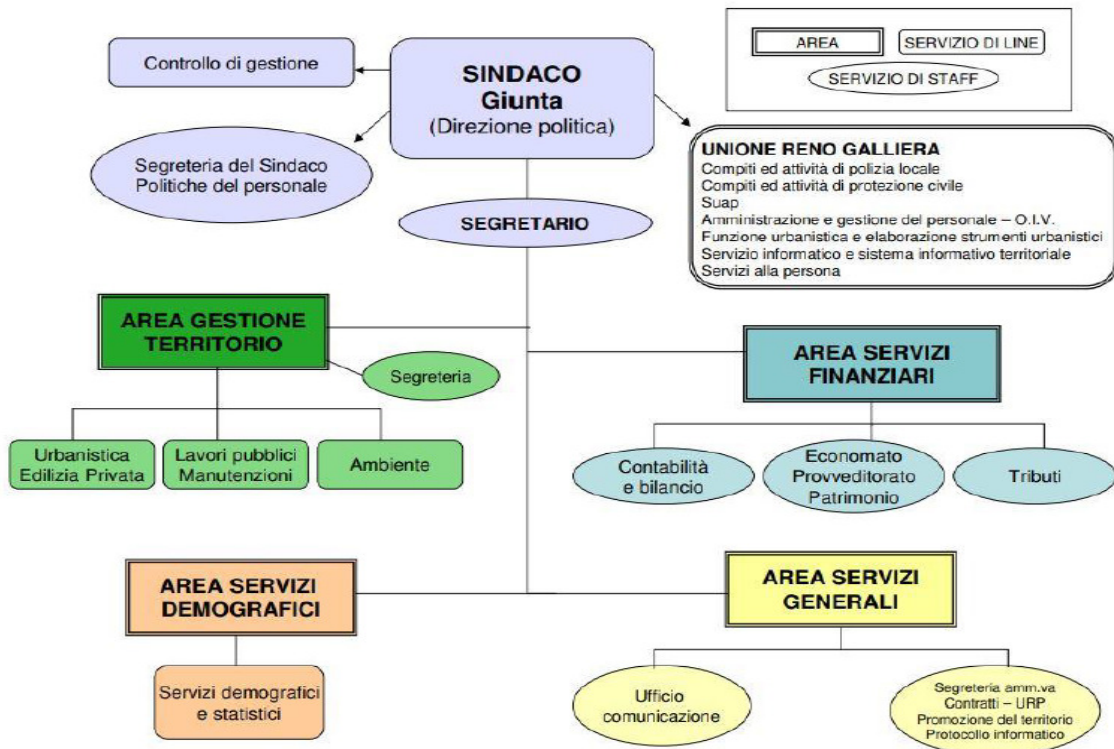 Controllo di gestione
SINDACO
Giunta
(Direzione politica)
AREA
SERVIZIO DI LINE
SERVIZIO DI STAFF
Segreteria del Sindaco
Politiche del personale
UNIONE RENO GALLIERA
Compiti ed attività di polizia locale
Compiti ed attività di protezione civile
Suap
Amministrazione e gestione del personale – O.I.V.
Funzione urbanistica e elaborazione strumenti urbanistici
Servizio informatico e sistema informativo territoriale
Servizi alla persona
SEGRETARIO
AREA GESTIONE
TERRITORIO
Segreteria
Urbanistica
Edilizia Privata
Lavori pubblici
Manutenzioni
Ambiente
AREA SERVIZI
FINANZIARI
Contabilità
e bilancio
Economato
Provveditorato
Patrimonio
Tributi
AREA SERVIZI
DEMOGRAFICI
Servizi demografici
e statistici
AREA SERVIZI
GENERALI
Ufficio
comunicazione
Segreteria amm.va
Contratti – URP
Promozione del territorio
Protocollo informatico